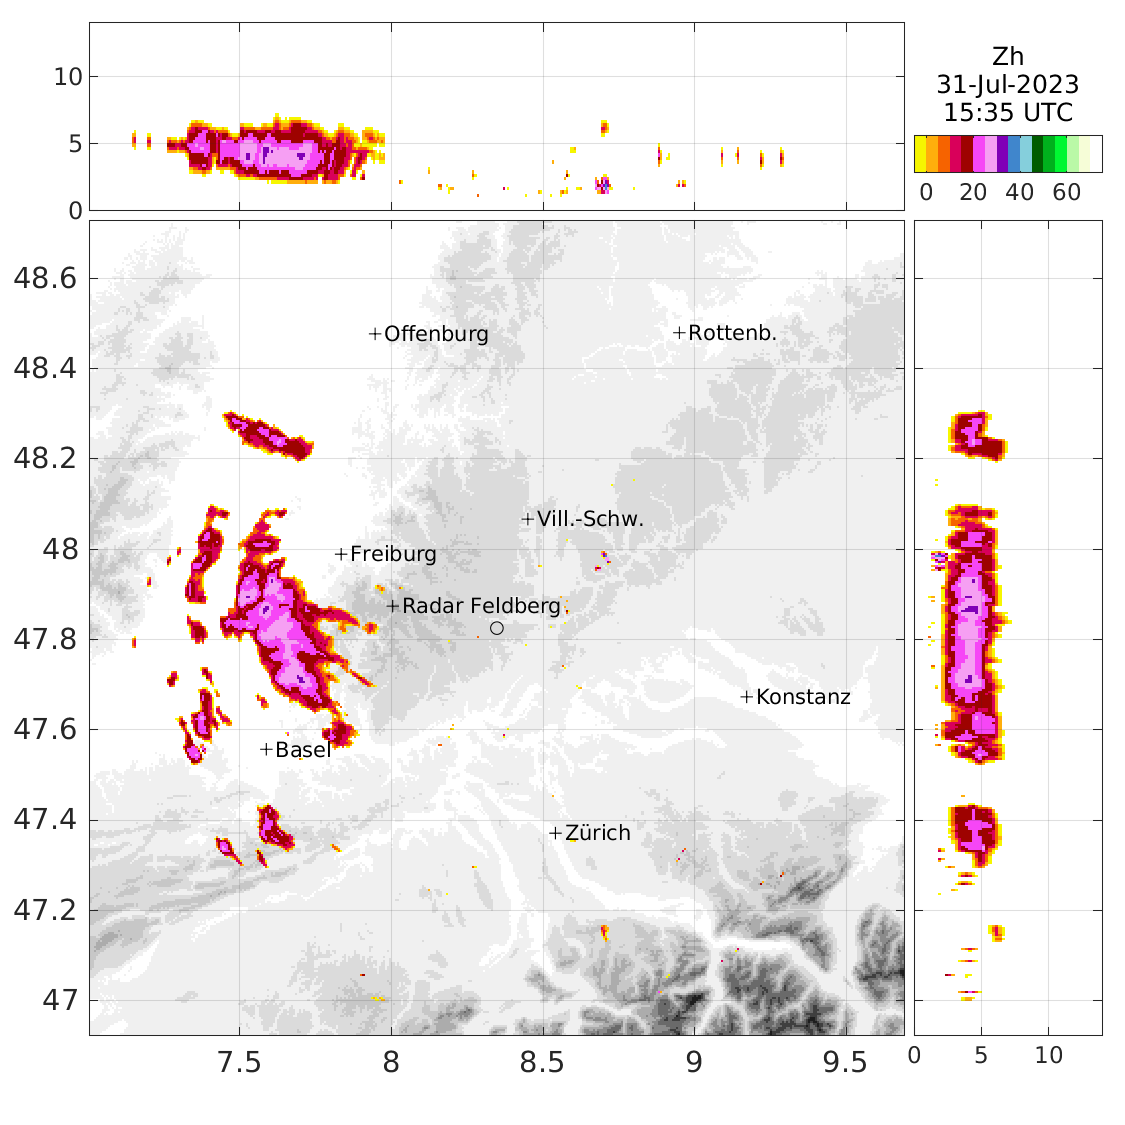 Zh
31-Jul-2023
15:35 UTC
0 20 40 60
10
5
0
48.6
48.4
48.2
48
47.8
47.6
47.4
47.2
47
+Offenburg
+Rottenb.
+Vill.-Schw.
+Freiburg
+Radar Feldberg
+Konstanz
+Basel
+Zürich
7.5 8 8.5 9 9.5
0 5 10